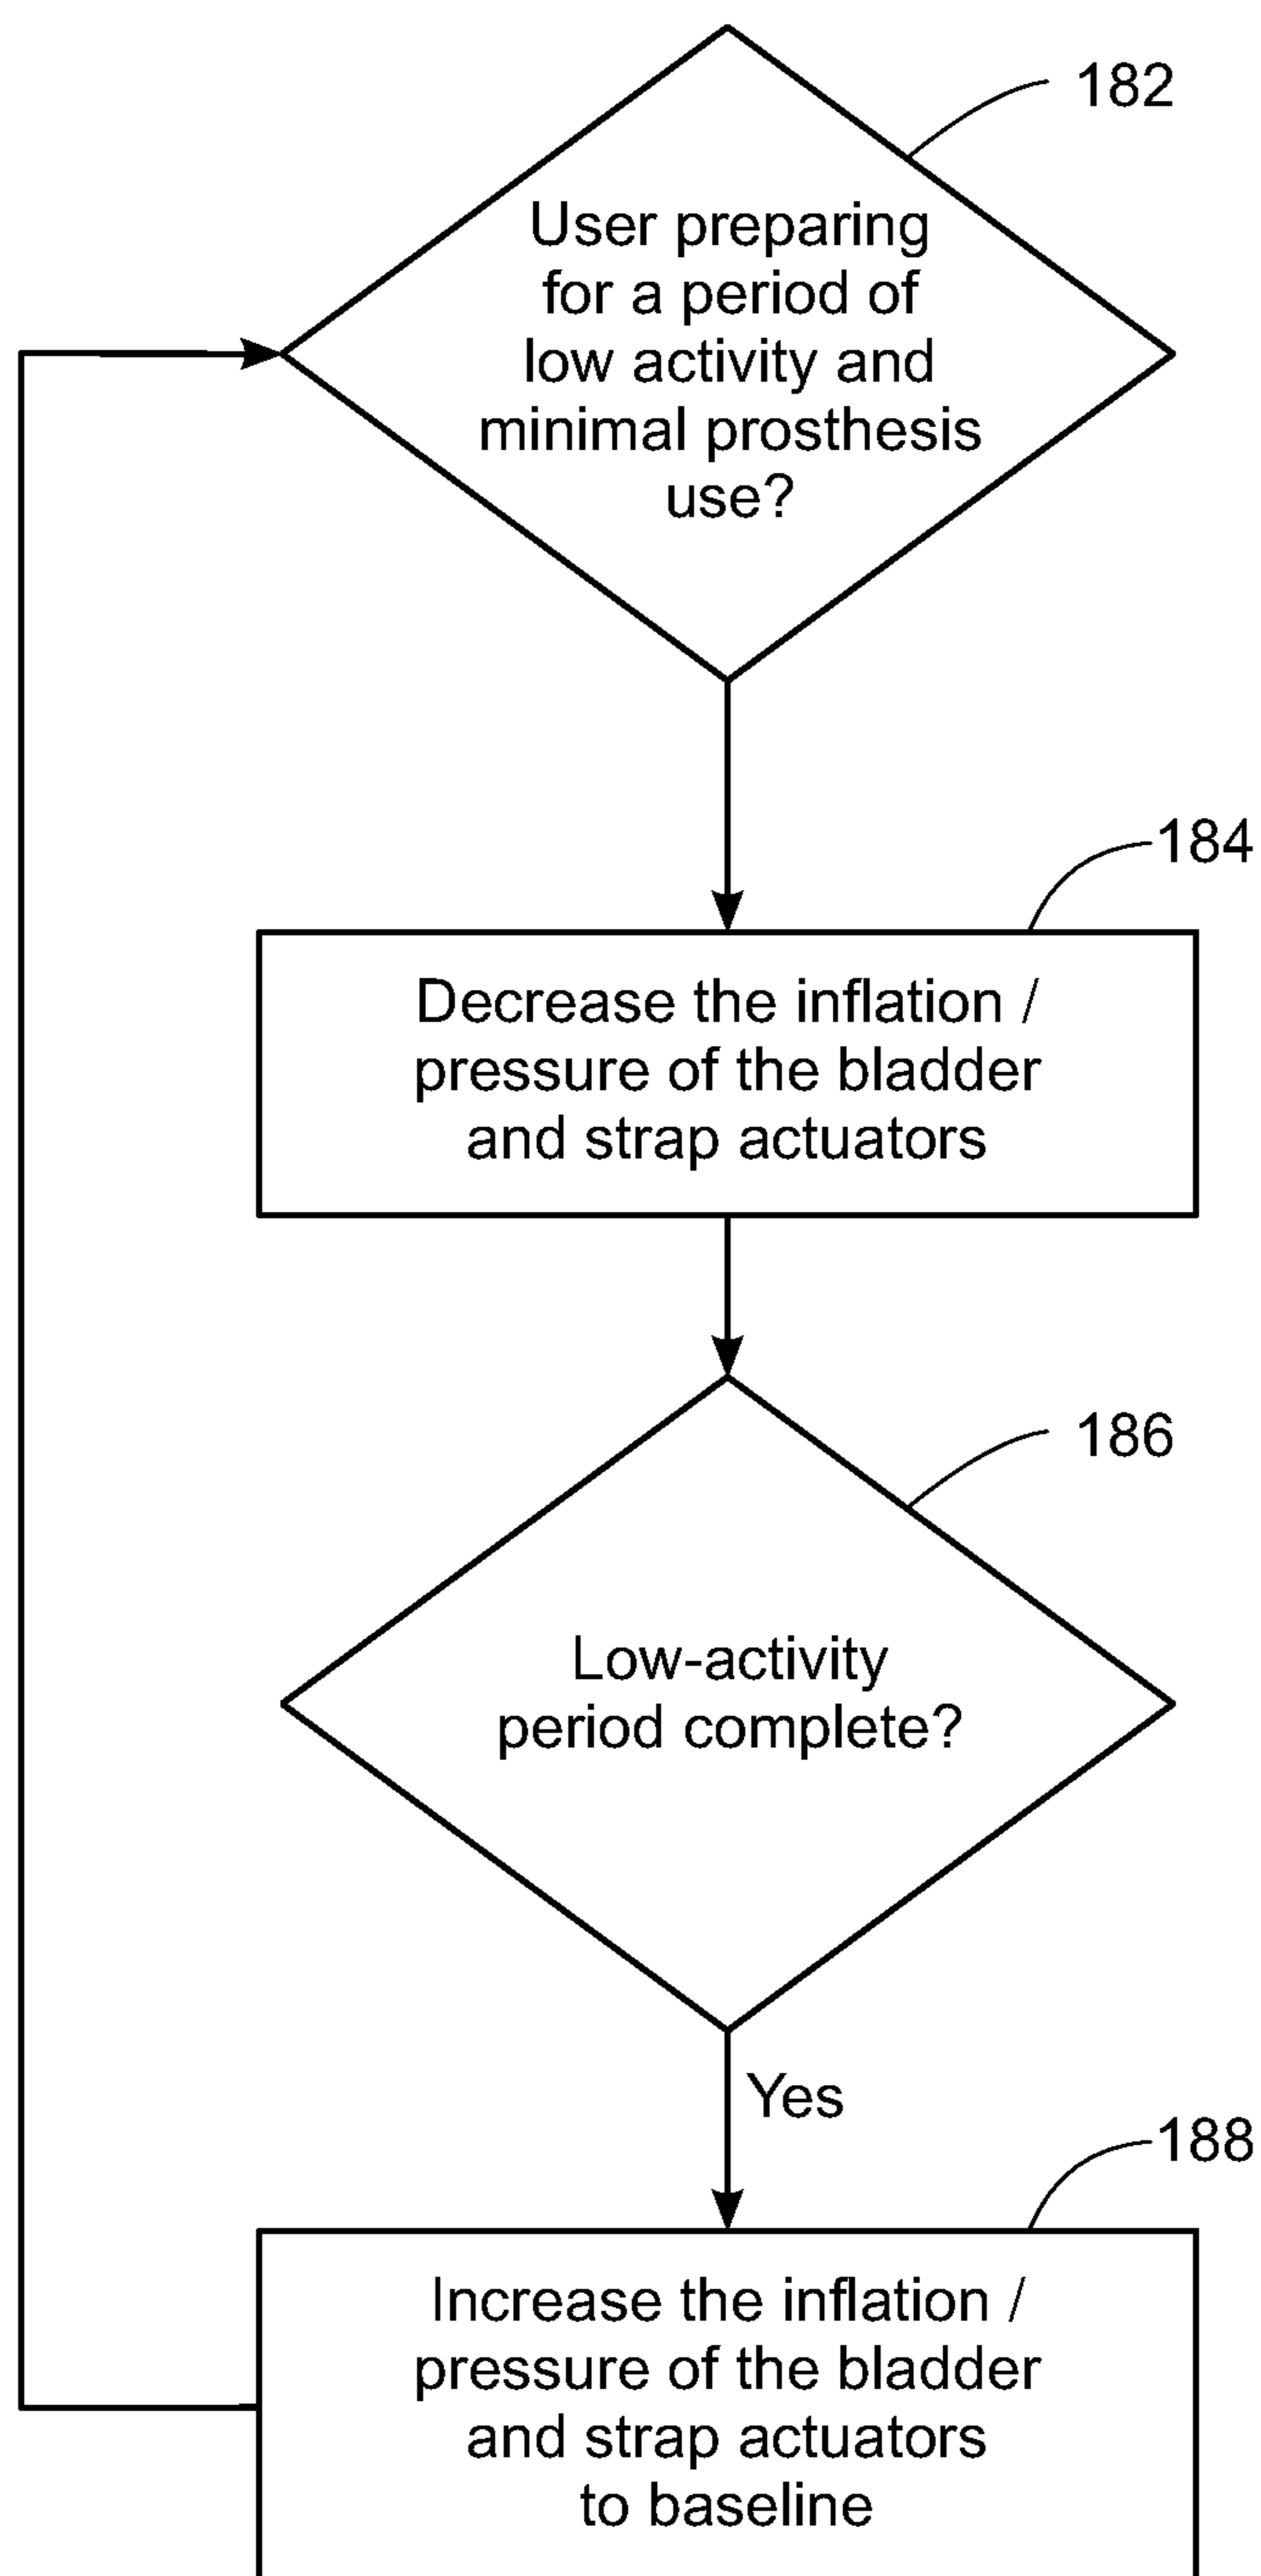 182
User preparing
for a period of
low activity and
minimal prosthesis
use?
184
Decrease the inflation /
pressure of the bladder
and strap actuators
186
Low-activity
period complete?
Yes
188
Increase the inflation /
pressure of the bladder
and strap actuators
to baseline